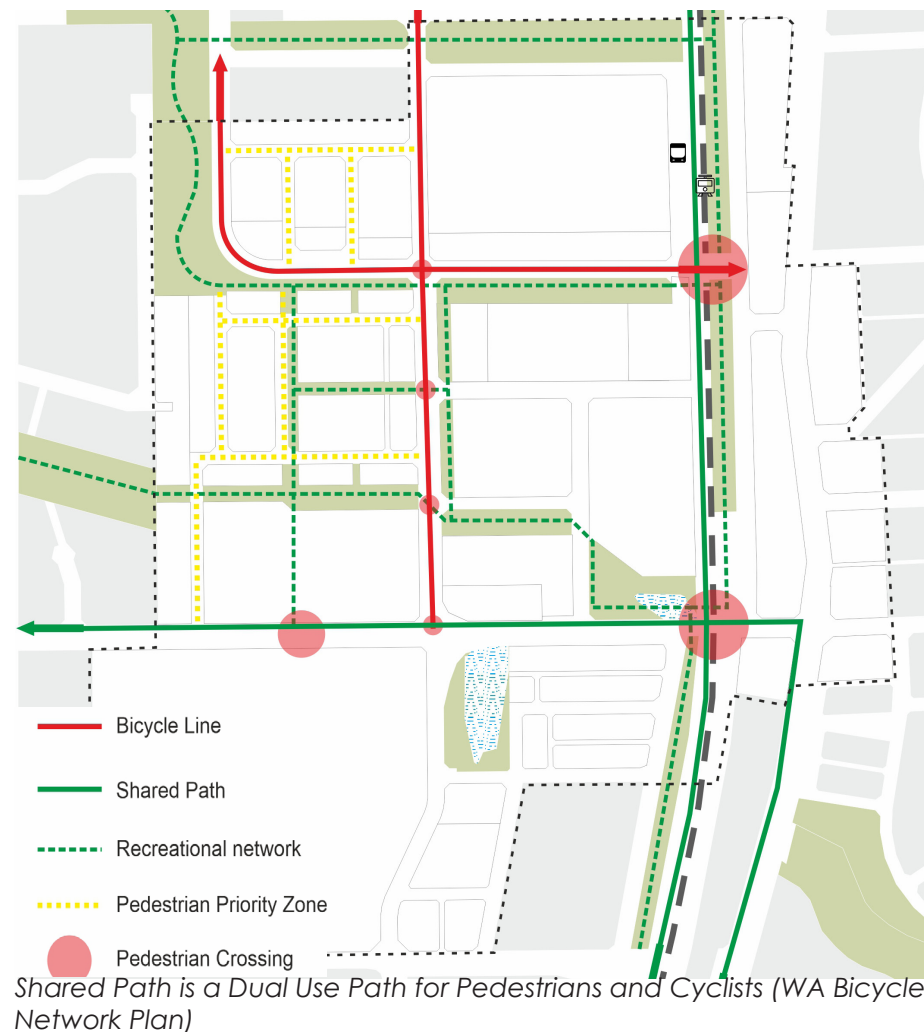 Bicycle Line
Shared Path
Recreational network
Pedestrian Priority Zone
Pedestrian Crossing
Shared Path is a Dual Use Path for Pedestrians and Cyclists (WA Bicycle
Network Plan)